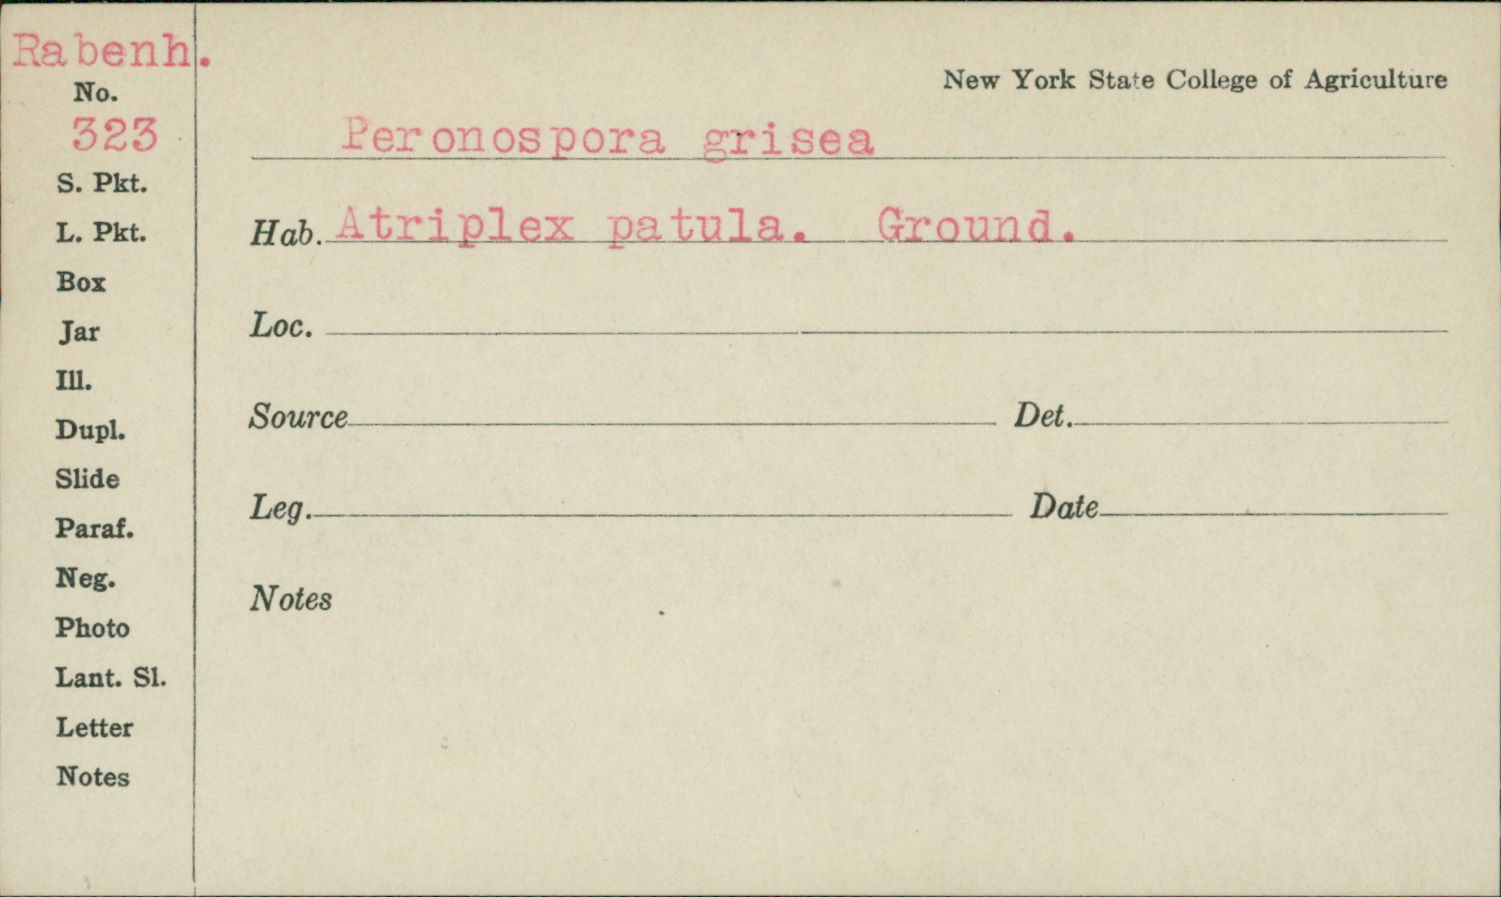 Rabenh.
No.
323
S. Pkt.
L. Pkt.
Box
Jar
Ill.
Dupl.
Slide
Paraf.
Neg.
Photo
Lant. Sl.
Letter
Notes
New York State College of Agriculture
Peronospora grisea
Hab. Atriplex patula. Ground.
Loc.
Source Det.
Leg. Date
Notes